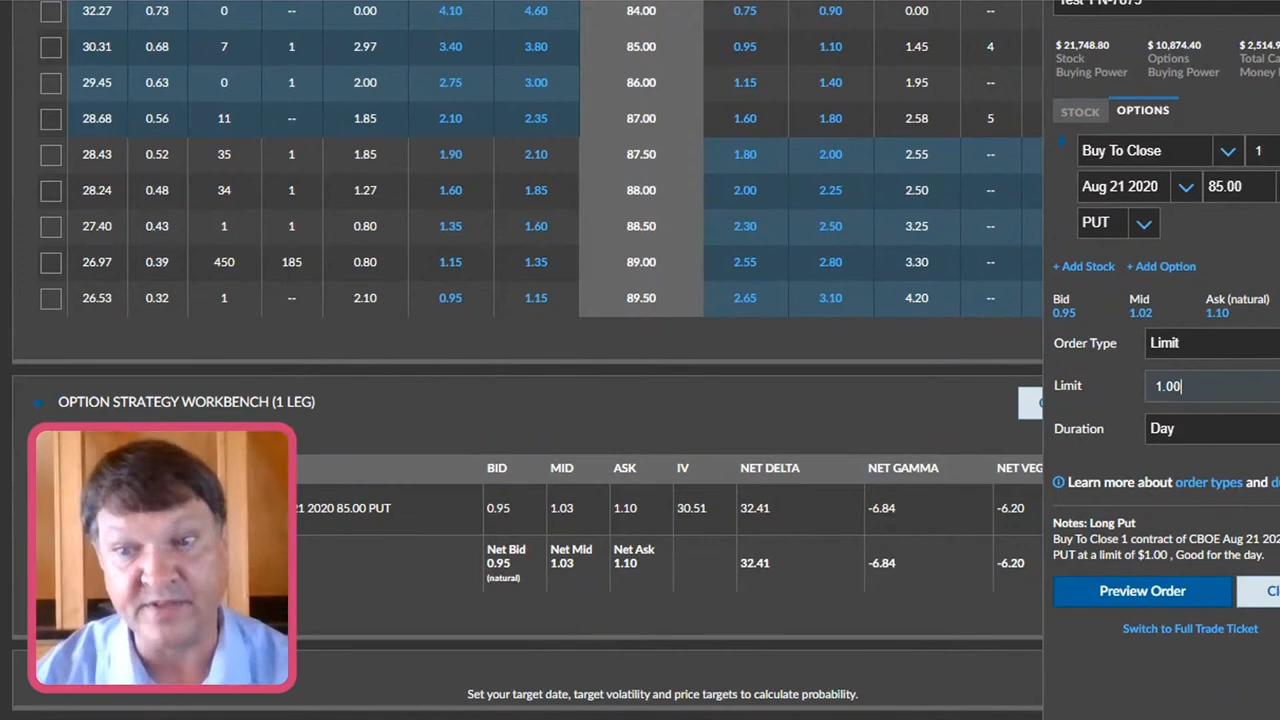 32.27 0.73 0 -- 0.00 4.10 4.60 84.00 0.75 0.90 0.00 --
30.31 0.68 7 1 2.97 3.40 3.80 85.00 0.95 1.10 1.45 4
29.45 0.63 0 1 2.00 2.75 3.00 86.00 1.15 1.40 1.95
28.68 0.56 11 -- 1.85 2.10 2.35 87.00 1.60 1.80 2.58 5
28.43 0.52 35 1 1.85 1.90 2.10 87.50 1.80 2.00 2.55 --
28.24 0.48 34 1 1.27 1.60 1.85 88.00 2.00 2.25 2.50 --
27.40 0.43 1 1 0.80 1.35 1.60 88.50 2.30 2.50 3.25 --
26.97 0.39 450 185 0.80 1.15 1.35 89.00 2.55 2.80 3.30 --
26.53 0.32 1 -- 2.10 0.95 1.15 89.50 2.65 3.10 4.20 --
OPTION STRATEGY WORKBENCH (1 LEG)
BID MID ASK IV NET DELTA NET GAMMA NET VEG
21 2020 85.00 PUT 0.95 1.03 1.10 30.51 32.41 -6.84 -6.20
Net Bid Net Mid Net Ask
0.95 1.03 1.10 32.41 -6.84 -6.20
(natural)
Set your target date, target volatility and price targets to calculate probability.
$ 21,748.80 $ 10,874.40 $ 2,514.9
Stock Options Total Ca
Buying Power Buying Power Money
STOCK OPTIONS
Buy To Close 1
Aug 21 2020 85.00
PUT
+ Add Stock + Add Option
Bid Mid Ask (natural)
0.95 1.02 1.10
Order Type Limit
Limit 1.00
Duration Day
Learn more about order types and d
Notes: Long Put
Buy To Close 1 contract of CBOE Aug 21 202
PUT at a limit of $1.00 , Good for the day.
Preview Order Cl
Switch to Full Trade Ticket